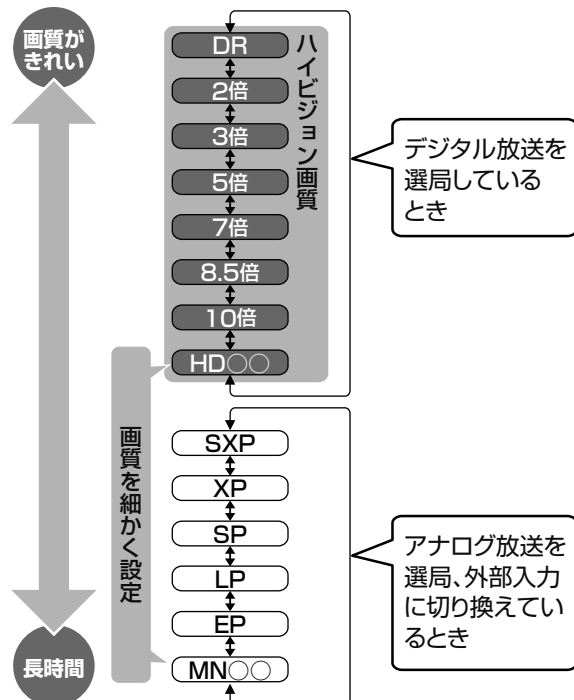 画質が
きれい
DR
2倍
3倍
5倍
7倍
8.5倍
10倍
HD○○
ハイビジョン画質
デジタル放送を
選局している
とき
画質を細かく設定
SXP
XP
SP
LP
EP
MN○○
アナログ放送を
選局、外部入力
に切り換えてい
るとき
長時間